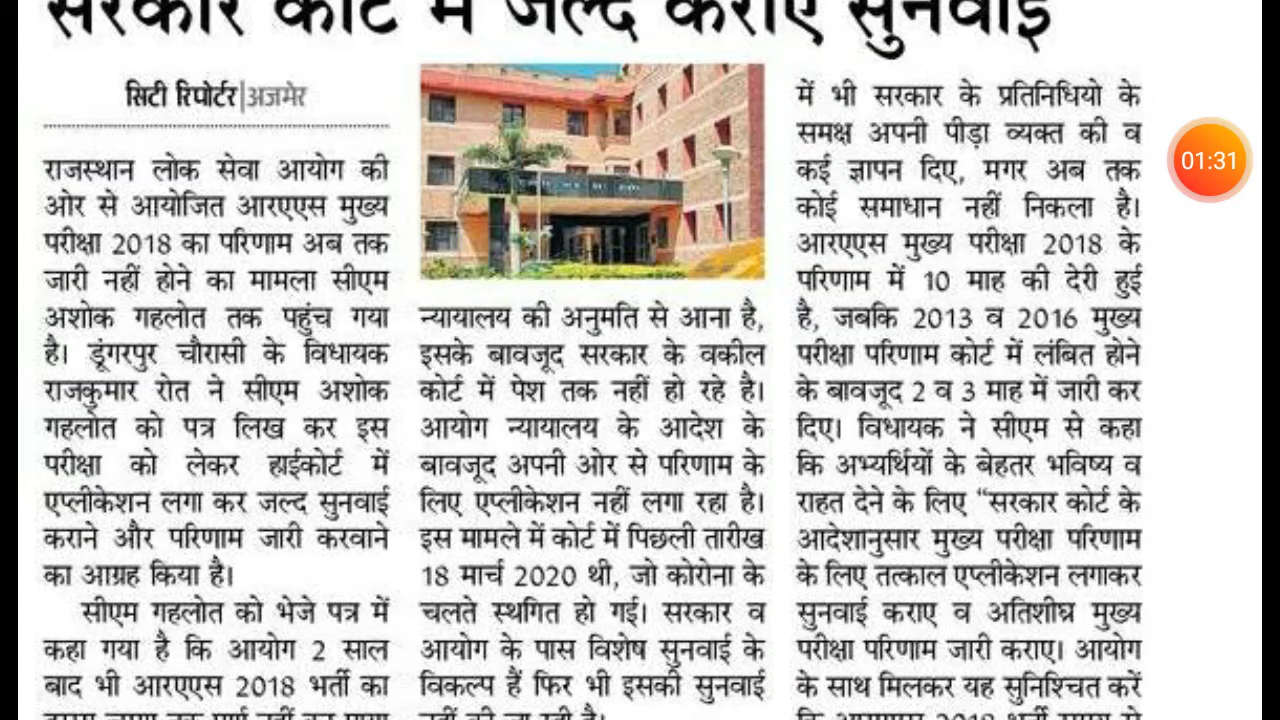 सरकार कोर्ट में जल्द कराए सुनवाई
सिटी रिपोर्टर|अजमेर
राजस्थान लोक सेवा आयोग की
ओर से आयोजित आरएएस मुख्य
परीक्षा 2018 का परिणाम अब तक
जारी नहीं होने का मामला सीएम
अशोक गहलोत तक पहुंच गया
है। डूंगरपुर चौरासी के विधायक
राजकुमार रोत ने सीएम अशोक
गहलोत को पत्र लिख कर इस
परीक्षा को लेकर हाईकोर्ट में
एप्लीकेशन लगा कर जल्द सुनवाई
कराने और परिणाम जारी करवाने
का आग्रह किया है।
सीएम गहलोत को भेजे पत्र में
कहा गया है कि आयोग 2 साल
बाद भी आरएएस 2018 भर्ती का
न्यायालय की अनुमति से आना है,
इसके बावजूद सरकार के वकील
कोर्ट में पेश तक नहीं हो रहे है।
आयोग न्यायालय के आदेश के
बावजूद अपनी ओर से परिणाम के
लिए एप्लीकेशन नहीं लगा रहा है।
इस मामले में कोर्ट में पिछली तारीख
18 मार्च 2020 थी, जो कोरोना के
चलते स्थगित हो गई। सरकार व
आयोग के पास विशेष सुनवाई के
विकल्प हैं फिर भी इसकी सुनवाई
नहीं की जा रही है।
में भी सरकार के प्रतिनिधियो के
समक्ष अपनी पीड़ा व्यक्त की व
कई ज्ञापन दिए, मगर अब तक
कोई समाधान नहीं निकला है।
आरएएस मुख्य परीक्षा 2018 के
परिणाम में 10 माह की देरी हुई
है, जबकि 2013 व 2016 मुख्य
परीक्षा परिणाम कोर्ट में लंबित होने
के बावजूद 2 व 3 माह में जारी कर
दिए। विधायक ने सीएम से कहा
कि अभ्यर्थियों के बेहतर भविष्य व
राहत देने के लिए “सरकार कोर्ट के
आदेशानुसार मुख्य परीक्षा परिणाम
के लिए तत्काल एप्लीकेशन लगाकर
सुनवाई कराए व अतिशीघ्र मुख्य
परीक्षा परिणाम जारी कराए। आयोग
के साथ मिलकर यह सुनिश्चित करें
01:31